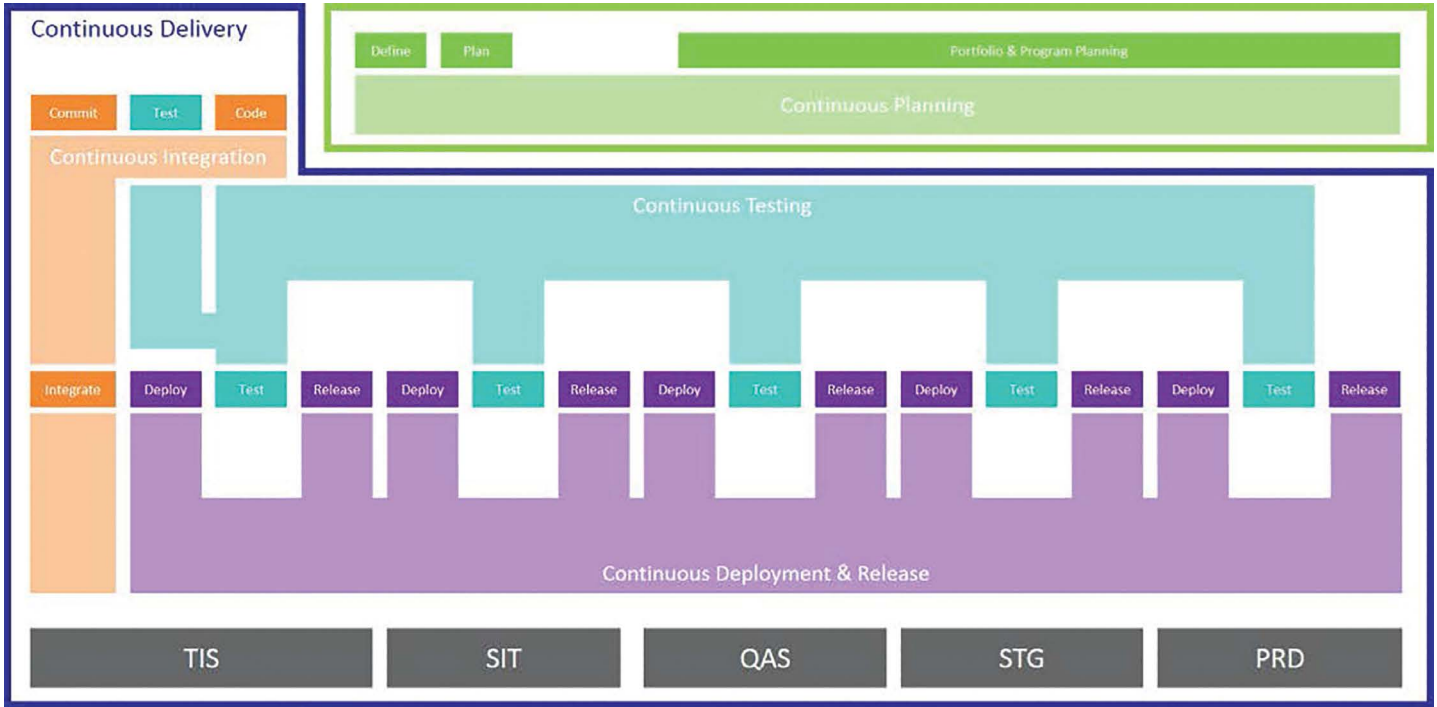 Continuous Delivery
Define Plan Portfolio & Program Planning
Continuous Planning
Commit Test Code
Continuous Integration
Continuous Testing
Integrate Deploy Test Release Deploy Test Release Deploy Test Release Deploy Test Release Deploy Test Release
Continuous Deployment & Release
TIS SIT QAS STG PRD